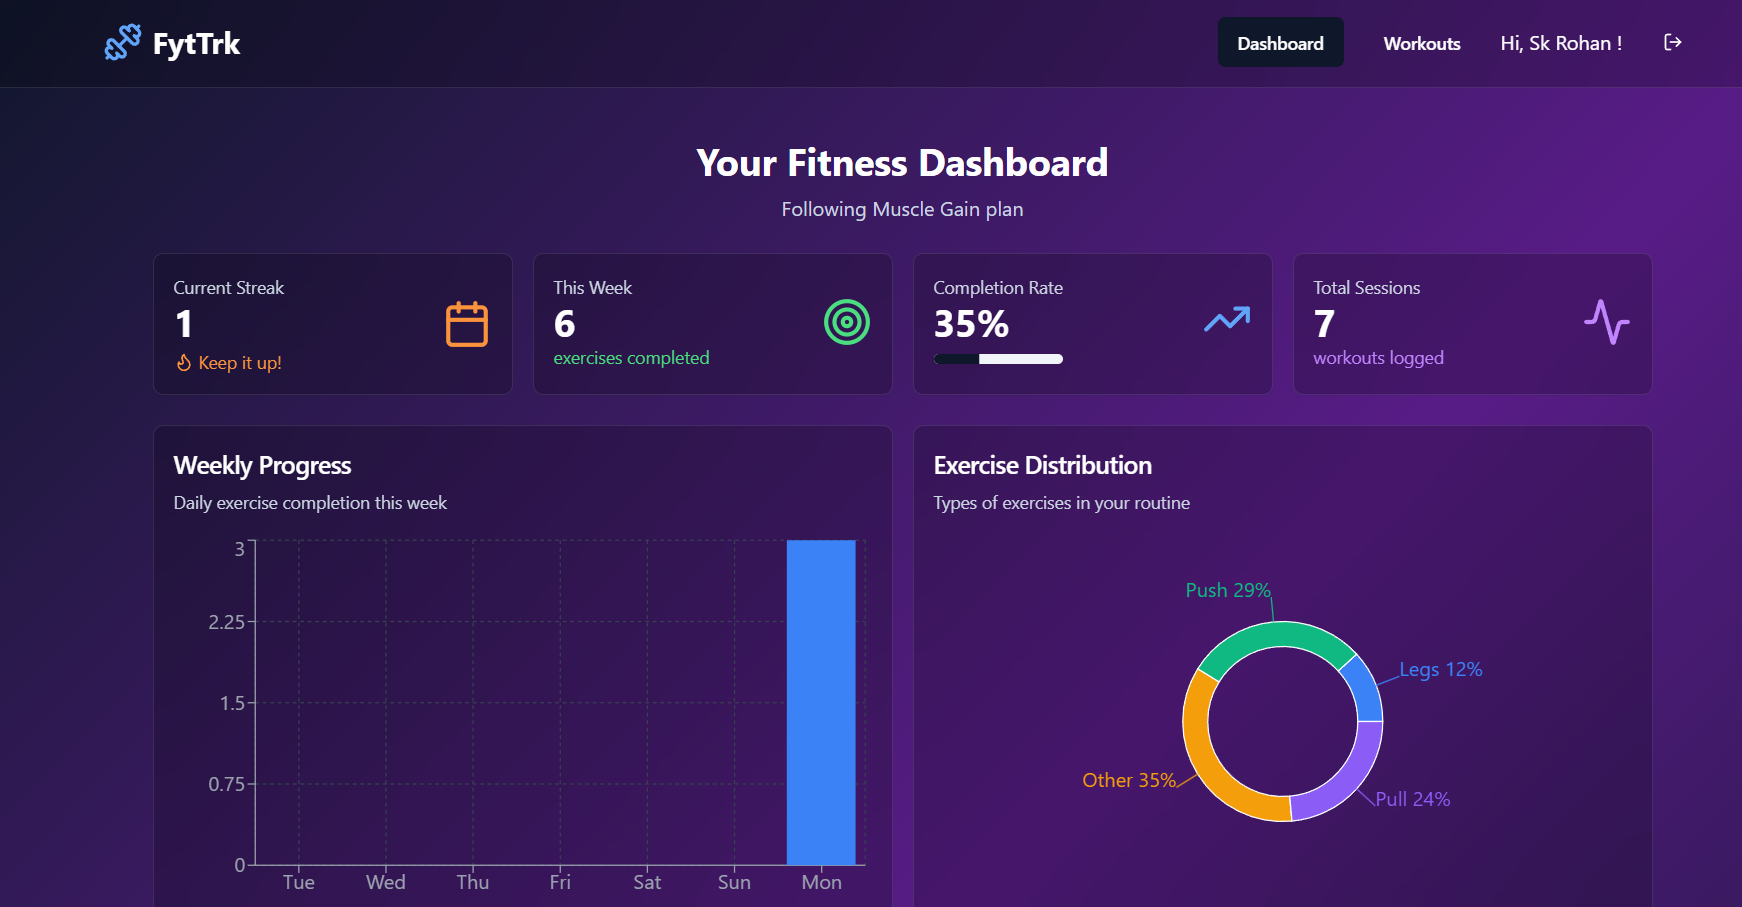 FytTrk
Dashboard
Workouts
Hi, Sk Rohan !
Your Fitness Dashboard
Following Muscle Gain plan
Current Streak
1
Keep it up!
This Week
6
exercises completed
Completion Rate
35%
Total Sessions
7
workouts logged
Weekly Progress
Daily exercise completion this week
3
2.25
1.5
0.75
0
Tue Wed Thu Fri Sat Sun Mon
Exercise Distribution
Types of exercises in your routine
Push 29%
Legs 12%
Other 35%
Pull 24%